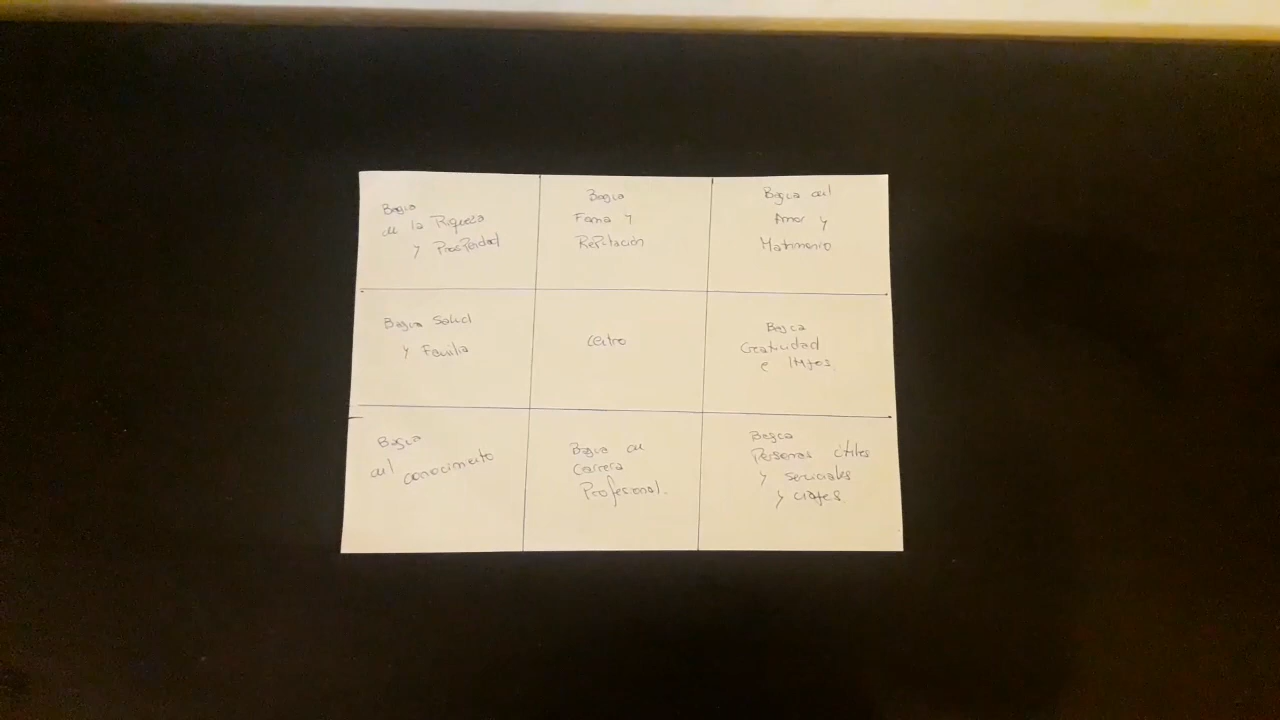 Bagua
de la Riqueza
y Prosperidad
Bagua
Fama y
Reputación
Bagua del
Amor y
Matrimonio
Bagua Salud
y Familia
Centro
Bagua
Creatividad
e Hijos.
Bagua
del conocimiento
Bagua de
Carrera
Profesional.
Bagua
Personas útiles
y serviciales
y viajes